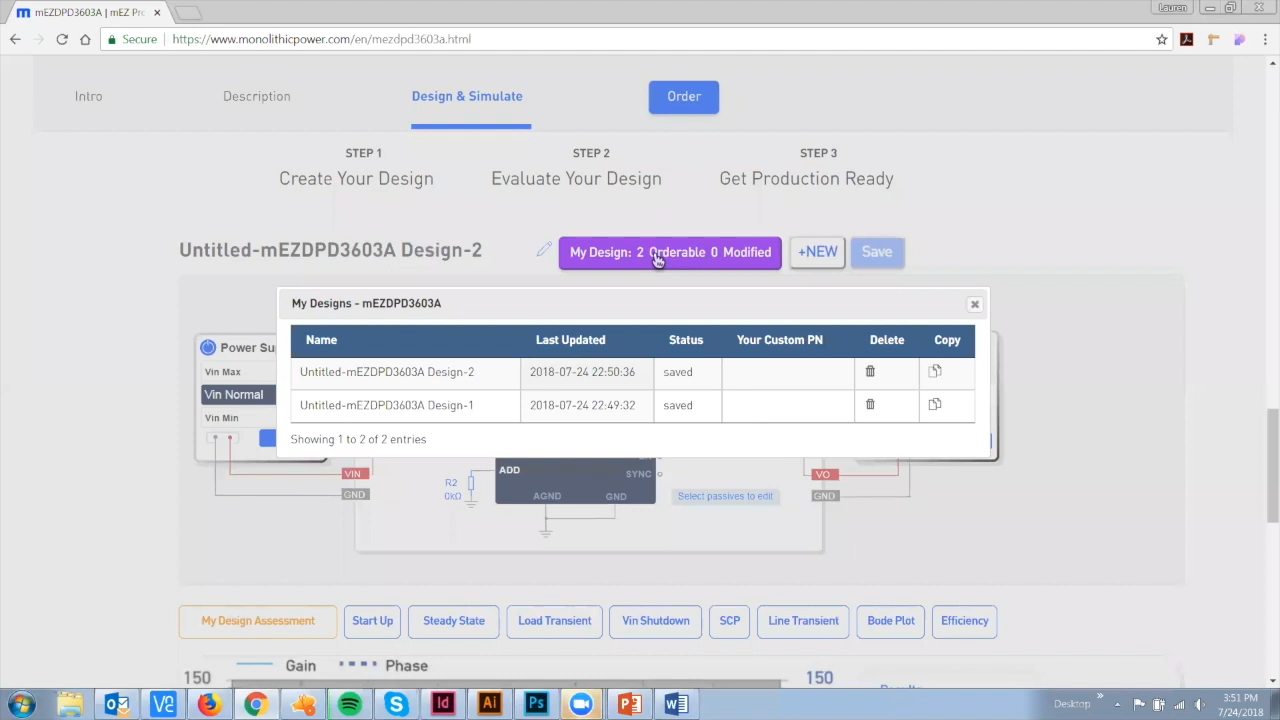 mEZDPD3603A | mEZ Pro
Lauren
Secure
https://www.monolithicpower.com/en/mezdpd3603a.html
Intro
Description
Design & Simulate
Order
STEP 1
STEP 2
STEP 3
Create Your Design
Evaluate Your Design
Get Production Ready
Untitled-mEZDPD3603A Design-2
My Design: 2 Orderable 0 Modified
+NEW
Save
My Designs - mEZDPD3603A
Name
Last Updated
Status
Your Custom PN
Delete
Copy
Untitled-mEZDPD3603A Design-2
2018-07-24 22:50:36
saved
Untitled-mEZDPD3603A Design-1
2018-07-24 22:49:32
saved
Showing 1 to 2 of 2 entries
Power Su
Vin Max
Vin Normal
Vin Min
VIN
GND
R2
0kΩ
ADD
SYNC
AGND
GND
Select passives to edit
VO
GND
My Design Assessment
Start Up
Steady State
Load Transient
Vin Shutdown
SCP
Line Transient
Bode Plot
Efficiency
Gain
Phase
150
150
Desktop
3:51 PM
7/24/2018